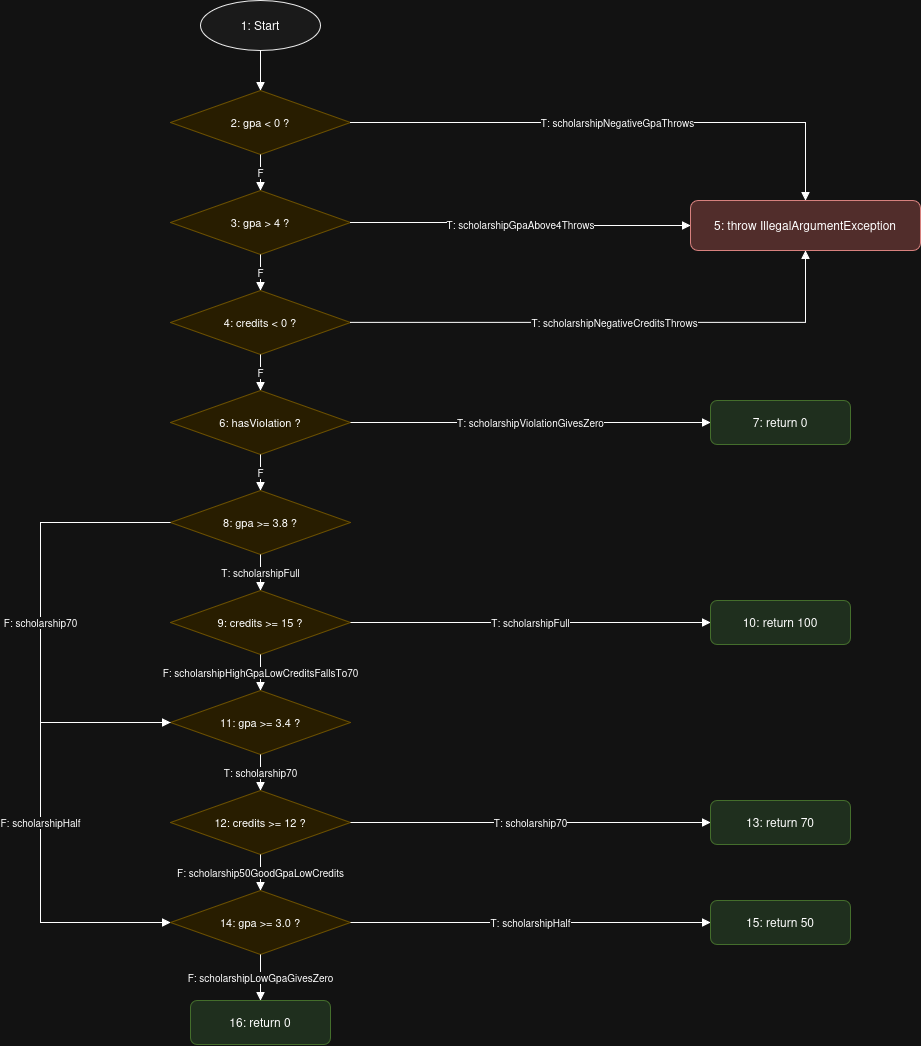 1: Start
2: gpa < 0 ?
T: scholarshipNegativeGpaThrows
F
3: gpa > 4 ?
T: scholarshipGpaAbove4Throws
5: throw IllegalArgumentException
F
4: credits < 0 ?
T: scholarshipNegativeCreditsThrows
F
6: hasViolation ?
T: scholarshipViolationGivesZero
7: return 0
F
8: gpa >= 3.8 ?
T: scholarshipFull
F: scholarship70
9: credits >= 15 ?
T: scholarshipFull
10: return 100
F: scholarshipHighGpaLowCreditsFallsTo70
11: gpa >= 3.4 ?
T: scholarship70
F: scholarshipHalf
12: credits >= 12 ?
T: scholarship70
13: return 70
F: scholarship50GoodGpaLowCredits
14: gpa >= 3.0 ?
T: scholarshipHalf
15: return 50
F: scholarshipLowGpaGivesZero
16: return 0